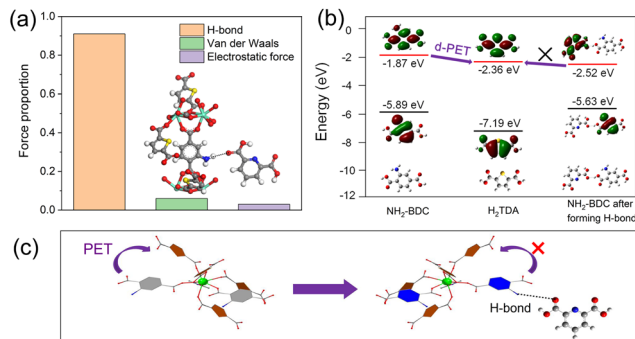 (a)
H-bond
Van der Waals
Electrostatic force
Force proportion
1.0
0.8
0.6
0.4
0.2
0.0
(b)
Energy (eV)
0
-2
-4
-6
-8
-10
-12
d-PET
-1.87 eV
-2.36 eV
-2.52 eV
-5.89 eV
-7.19 eV
-5.63 eV
NH₂-BDC
H₂TDA
NH₂-BDC after
forming H-bond
(c)
PET
H-bond